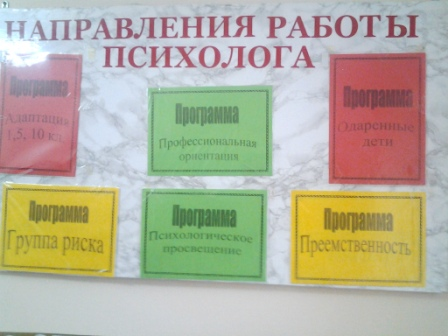 НАПРАВЛЕНИЯ РАБОТЫ
ПСИХОЛОГА
Программа
Адаптация
1,5, 10 кл.
Программа
Профессиональная
ориентация
Программа
Одаренные
дети
Программа
Группа риска
Программа
Психологическое
просвещение
Программа
Преемственность